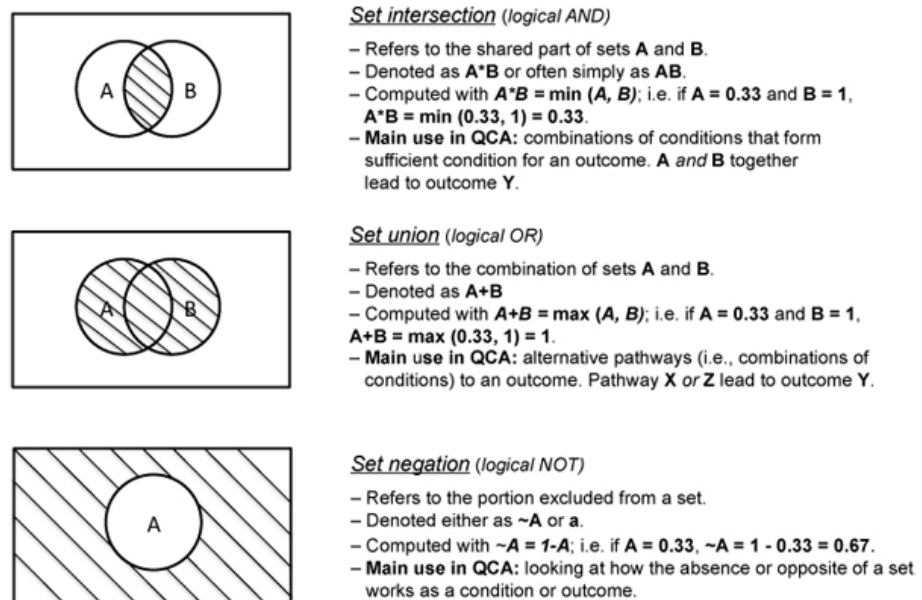 A B
Set intersection (logical AND)
– Refers to the shared part of sets A and B.
– Denoted as A*B or often simply as AB.
– Computed with A*B = min (A, B); i.e. if A = 0.33 and B = 1,
A*B = min (0.33, 1) = 0.33.
– Main use in QCA: combinations of conditions that form
sufficient condition for an outcome. A and B together
lead to outcome Y.
A B
Set union (logical OR)
– Refers to the combination of sets A and B.
– Denoted as A+B
– Computed with A+B = max (A, B); i.e. if A = 0.33 and B = 1,
A+B = max (0.33, 1) = 1.
– Main use in QCA: alternative pathways (i.e., combinations of
conditions) to an outcome. Pathway X or Z lead to outcome Y.
A
Set negation (logical NOT)
– Refers to the portion excluded from a set.
– Denoted either as ~A or a.
– Computed with ~A = 1-A; i.e. if A = 0.33, ~A = 1 - 0.33 = 0.67.
– Main use in QCA: looking at how the absence or opposite of a set
works as a condition or outcome.